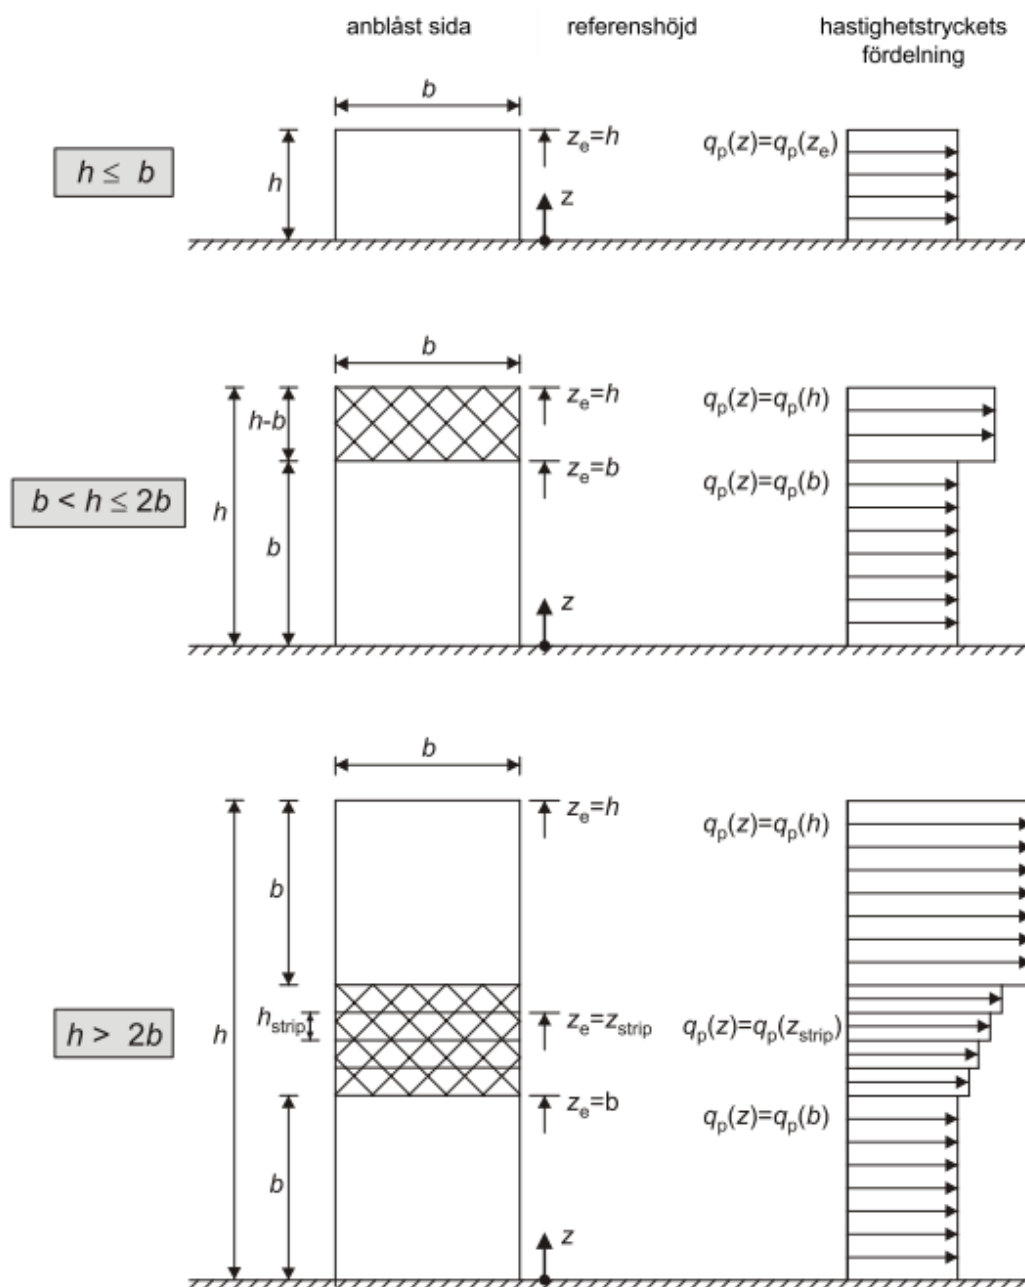 anblåst sida
referenshöjd
hastighetstryckets
fördelning
h ≤ b
b
h
z
z_e=h
q_p(z)=q_p(z_e)
b < h ≤ 2b
b
h
h-b
b
z_e=h
z_e=b
z
q_p(z)=q_p(h)
q_p(z)=q_p(b)
h > 2b
b
h
b
h_strip
b
z_e=h
z_e=z_strip
z_e=b
z
q_p(z)=q_p(h)
q_p(z)=q_p(z_strip)
q_p(z)=q_p(b)